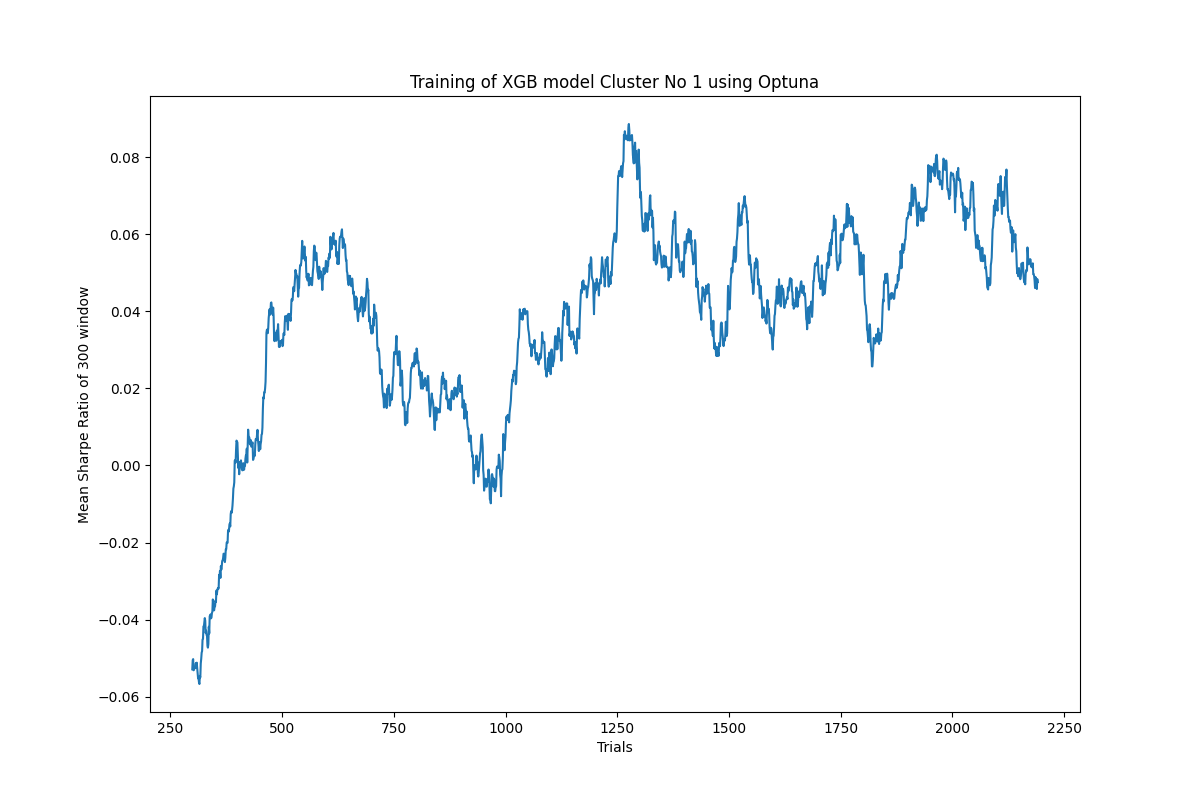 Training of XGB model Cluster No 1 using Optuna
0.08
0.06
0.04
0.02
0.00
−0.02
−0.04
−0.06
Mean Sharpe Ratio of 300 window
250 500 750 1000 1250 1500 1750 2000 2250
Trials